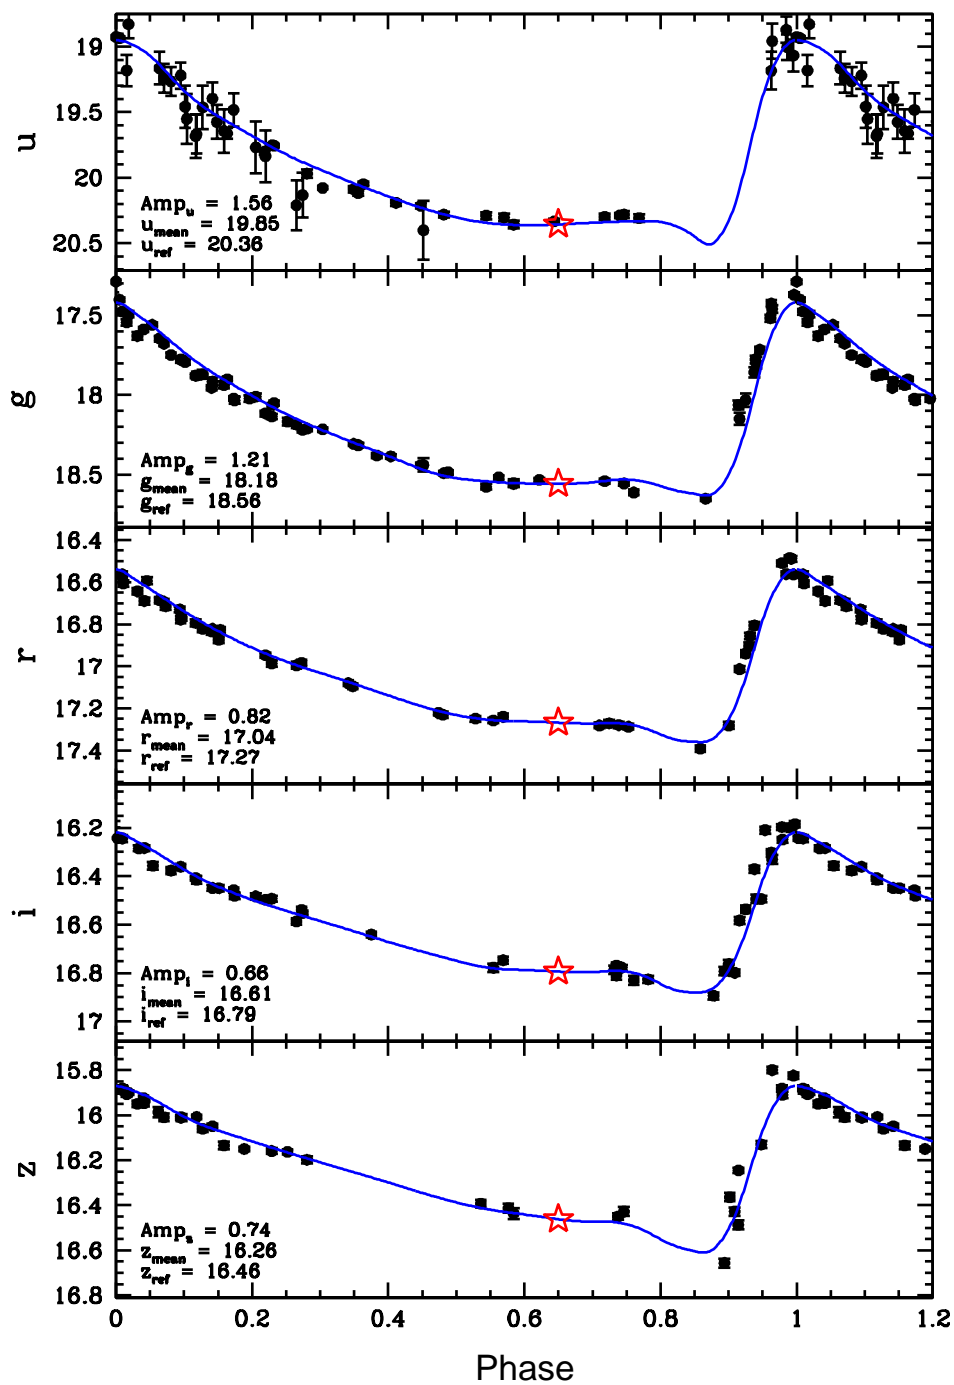 19
19.5
20
20.5
u
Amp_u = 1.56
u_mean = 19.85
u_ref = 20.36
17.5
18
18.5
g
Amp_g = 1.21
g_mean = 18.18
g_ref = 18.56
16.4
16.6
16.8
17
17.2
17.4
r
Amp_r = 0.82
r_mean = 17.04
r_ref = 17.27
16.2
16.4
16.6
16.8
17
i
Amp_i = 0.66
i_mean = 16.61
i_ref = 16.79
15.8
16
16.2
16.4
16.6
16.8
z
Amp_z = 0.74
z_mean = 16.26
z_ref = 16.46
0 0.2 0.4 0.6 0.8 1 1.2
Phase